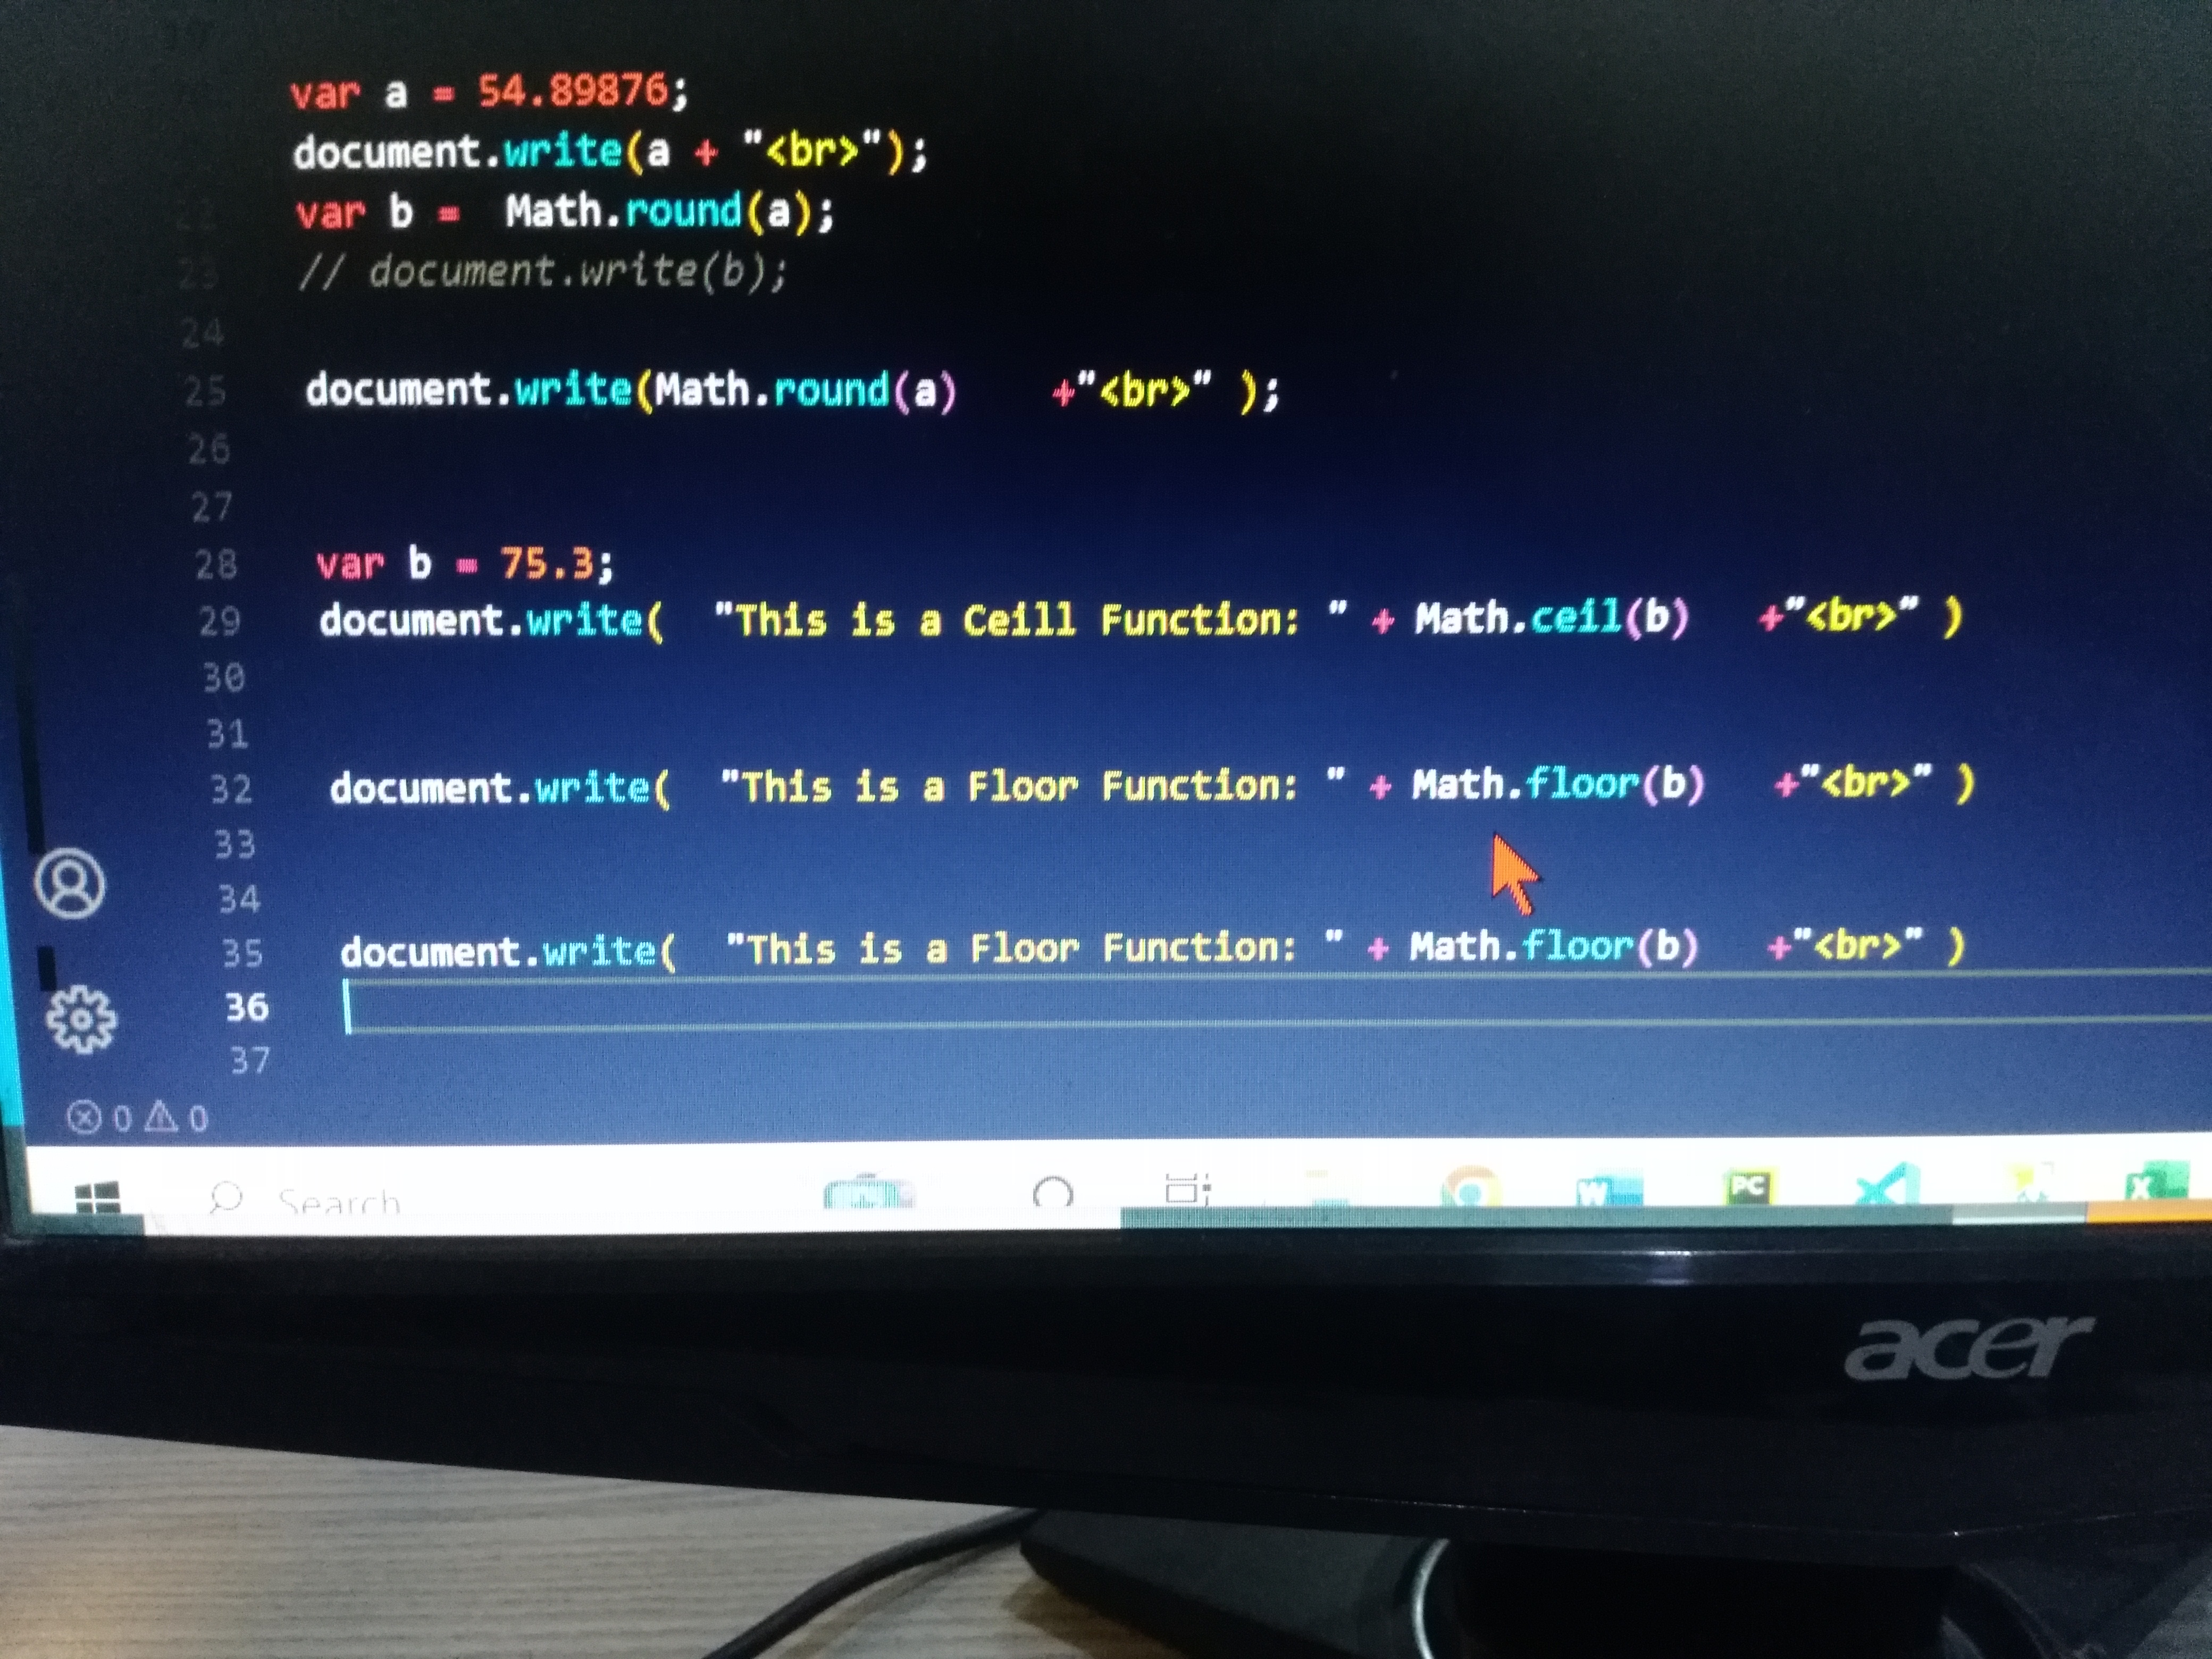 var a = 54.89876;
document.write(a + "<br>");
22 var b =  Math.round(a);
23 // document.write(b);
24
25 document.write(Math.round(a)    +"<br>" );
26
27
28 var b = 75.3;
29 document.write(  "This is a Ceill Function: " + Math.ceil(b)   +"<br>" )
30
31
32 document.write(  "This is a Floor Function: " + Math.floor(b)   +"<br>" )
33
34
35 document.write(  "This is a Floor Function: " + Math.floor(b)   +"<br>" )
36
37
0 0
Search
W PC X
acer